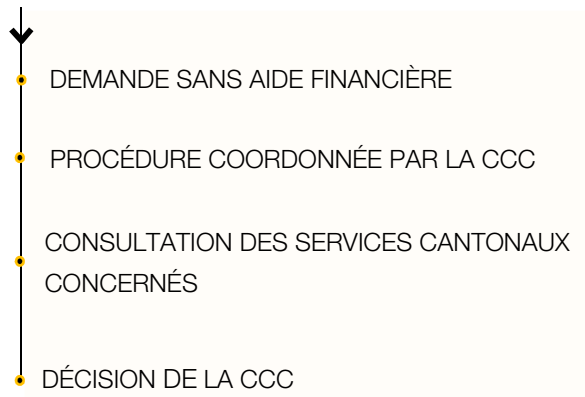 DEMANDE SANS AIDE FINANCIÈRE
PROCÉDURE COORDONNÉE PAR LA CCC
CONSULTATION DES SERVICES CANTONAUX
CONCERNÉS
DÉCISION DE LA CCC